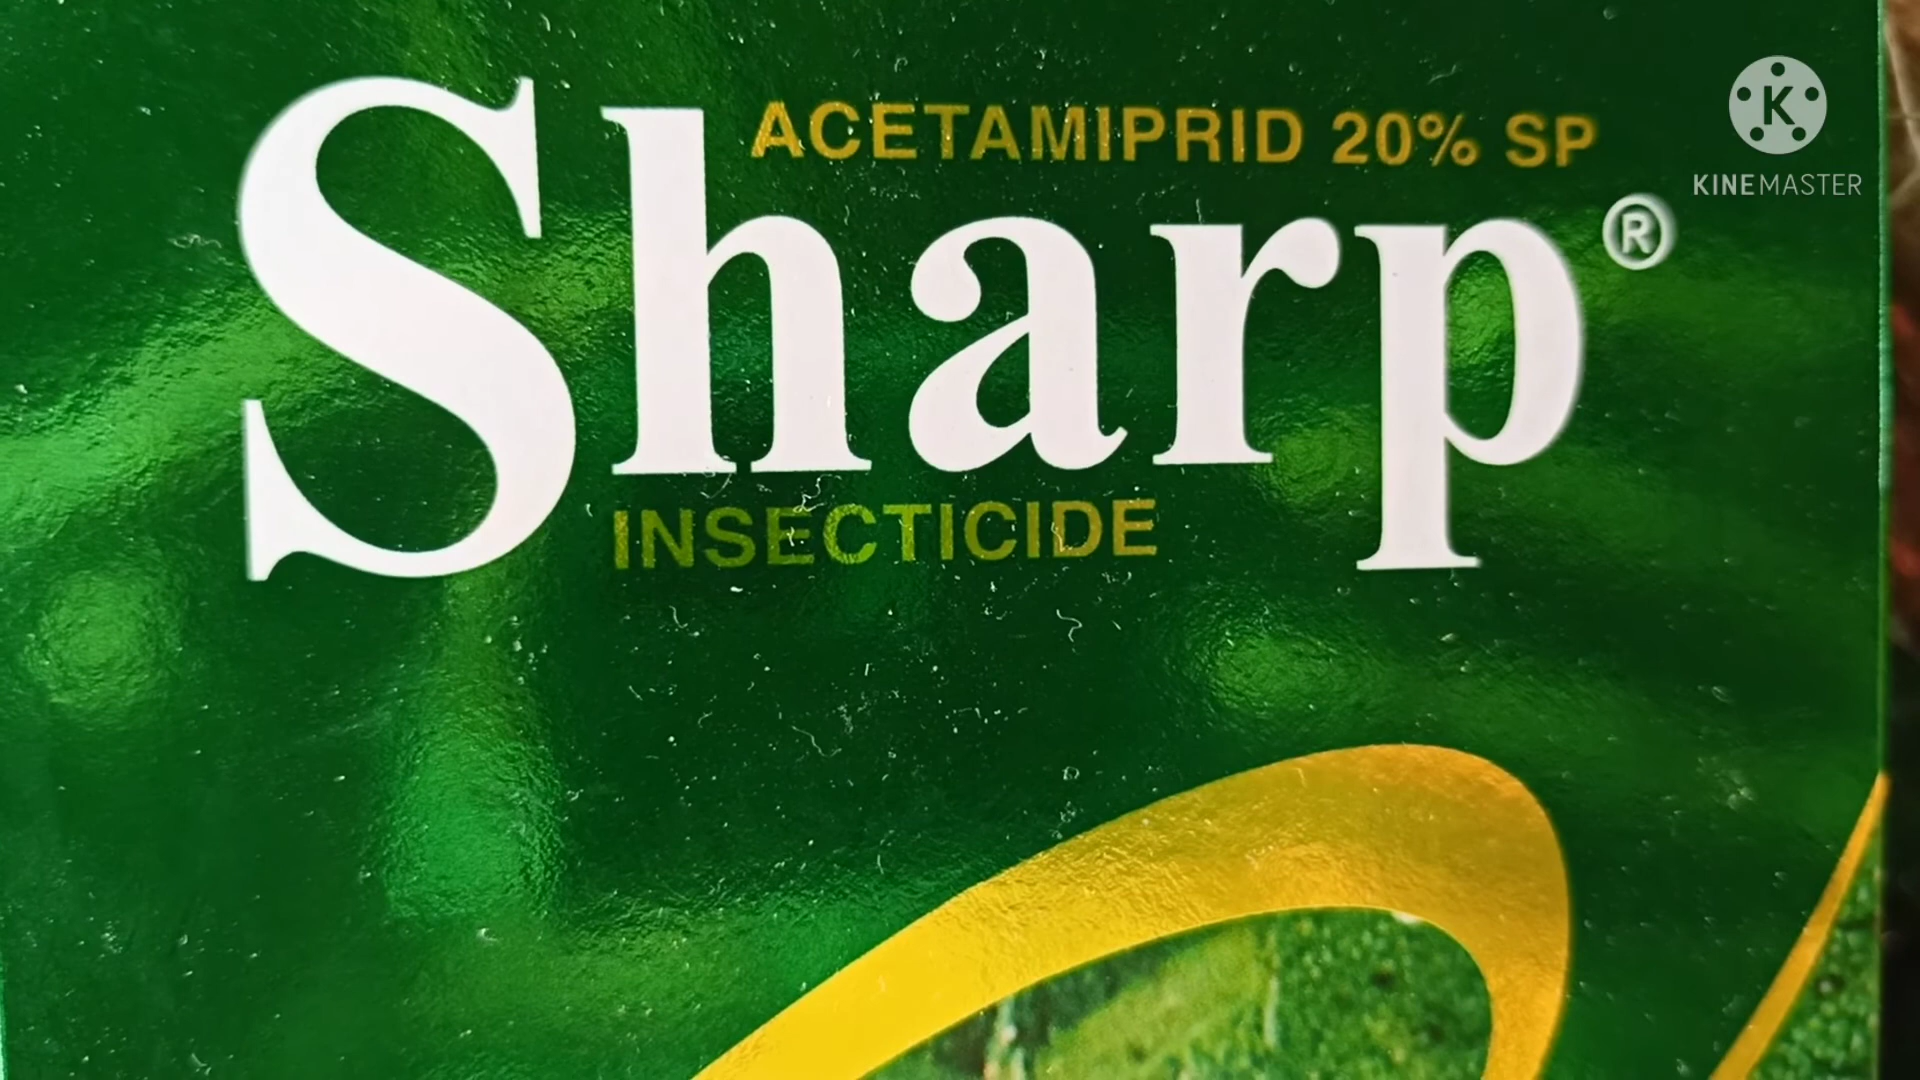 ACETAMIPRID 20% SP
Sharp®
INSECTICIDE
K
KINEMASTER